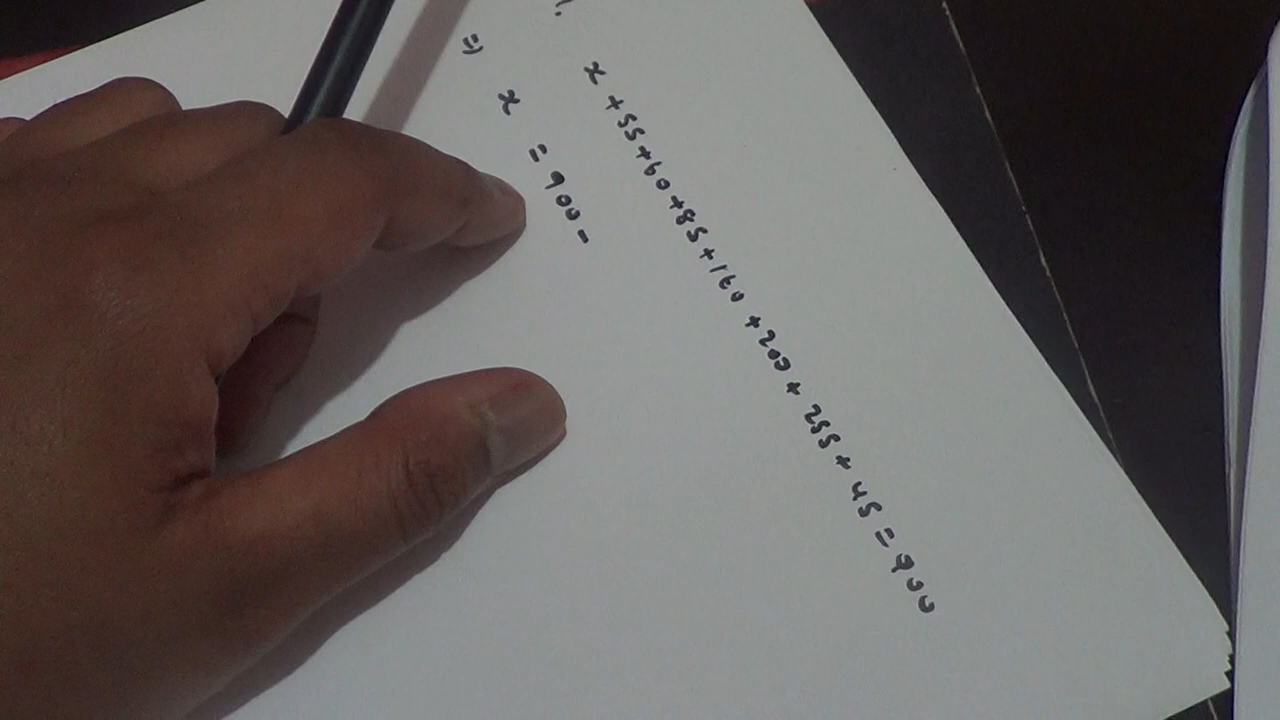 x + 55 + 60 + 85 + 160 + 200 + 255 + 45 = 900
⇒ x = 900 -